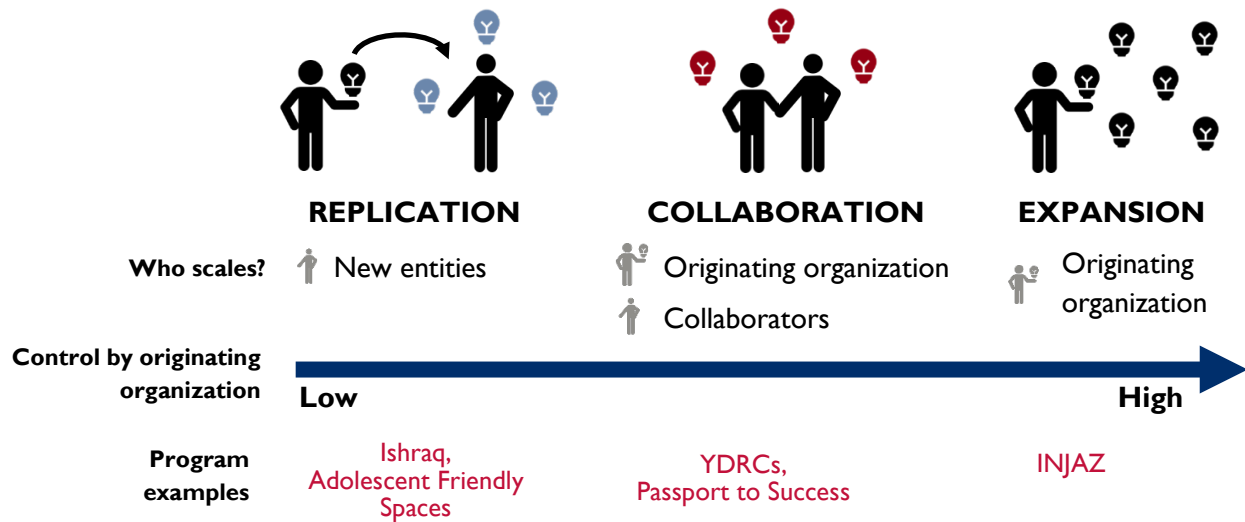 REPLICATION
COLLABORATION
EXPANSION
Who scales?
New entities
Originating organization
Collaborators
Originating
organization
Control by originating
organization
Low
High
Program
examples
Ishraq,
Adolescent Friendly
Spaces
YDRCs,
Passport to Success
INJAZ